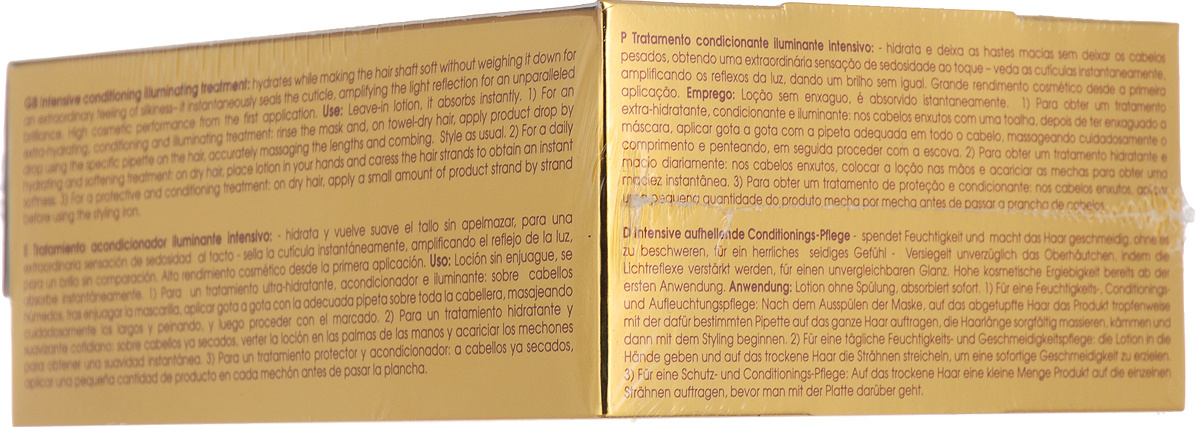 GB Intensive conditioning illuminating treatment: hydrates while making the hair shaft soft without weighing it down for
an extraordinary feeling of silkiness– it instantaneously seals the cuticle, amplifying the light reflection for an unparalleled
brilliance. High cosmetic performance from the first application. Use: Leave-in lotion, it absorbs instantly. 1) For an
extra-hydrating, conditioning and illuminating treatment: rinse the mask and, on towel-dry hair, apply product drop by
drop using the specific pipette on the hair, accurately massaging the lengths and combing. Style as usual. 2) For a daily
hydrating and softening treatment: on dry hair, place lotion in your hands and caress the hair strands to obtain an instant
softness. 3) For a protective and conditioning treatment: on dry hair, apply a small amount of product strand by strand
before using the styling iron.
E Tratamiento acondicionador iluminante intensivo: - hidrata y vuelve suave el tallo sin apelmazar, para una
extraordinaria sensación de sedosidad al tacto - sella la cutícula instantáneamente, amplificando el reflejo de la luz,
para un brillo sin comparación. Alto rendimiento cosmético desde la primera aplicación. Uso: Loción sin enjuague, se
absorbe instantáneamente. 1) Para un tratamiento ultra-hidratante, acondicionador e iluminante: sobre cabellos
húmedos, tras enjuagar la mascarilla, aplicar gota a gota con la adecuada pipeta sobre toda la cabellera, masajeando
cuidadosamente los largos y peinando, y luego proceder con el marcado. 2) Para un tratamiento hidratante y
suavizante cotidiano: sobre cabellos ya secados, verter la loción en las palmas de las manos y acariciar los mechones
para obtener una suavidad instantánea. 3) Para un tratamiento protector y acondicionador: a cabellos ya secados,
aplicar una pequeña cantidad de producto en cada mechón antes de pasar la plancha.
P Tratamento condicionante iluminante intensivo: - hidrata e deixa as hastes macias sem deixar os cabelos
pesados, obtendo uma extraordinária sensação de sedosidade ao toque – veda as cutículas instantaneamente,
amplificando os reflexos da luz, dando um brilho sem igual. Grande rendimento cosmético desde a primeira
aplicação. Emprego: Loção sem enxaguo, é absorvido istantaneamente. 1) Para obter um tratamento
extra-hidratante, condicionante e iluminante: nos cabelos enxutos com uma toalha, depois de ter enxaguado a
máscara, aplicar gota a gota com a pipeta adequada em todo o cabelo, massageando cuidadosamente o
comprimento e penteando, em seguida proceder com a escova. 2) Para obter um tratamento hidratante e
macio diariamente: nos cabelos enxutos, colocar a loção nas mãos e acariciar as mechas para obter uma
maciez instantânea. 3) Para obter um tratamento de proteção e condicionante: nos cabelos enxutos, aplicar
uma pequena quantidade do produto mecha por mecha antes de passar a prancha de cabelos.
D Intensive aufhellende Conditionings-Pflege - spendet Feuchtigkeit und macht das Haar geschmeidig, ohne es
zu beschweren, für ein herrliches seidiges Gefühl - Versiegelt unverzüglich das Oberhäutchen, indem die
Lichtreflexe verstärkt werden, für einen unvergleichbaren Glanz. Hohe kosmetische Ergiebigkeit bereits ab der
ersten Anwendung. Anwendung: Lotion ohne Spülung, absorbiert sofort. 1) Für eine Feuchtigkeits-, Conditionings-
und Aufleuchtungspflege: Nach dem Ausspülen der Maske, auf das abgetupfte Haar das Produkt tropfenweise
mit der dafür bestimmten Pipette auf das ganze Haar auftragen, die Haarlänge sorgfältig massieren, kämmen und
dann mit dem Styling beginnen. 2) Für eine tägliche Feuchtigkeits- und Geschmeidigkeitspflege: die Lotion in die
Hände geben und auf das trockene Haar die Strähnen streicheln, um eine sofortige Geschmeidigkeit zu erzielen.
3) Für eine Schutz- und Conditionings-Pflege: Auf das trockene Haar eine kleine Menge Produkt auf die einzelnen
Strähnen auftragen, bevor man mit der Platte darüber geht.